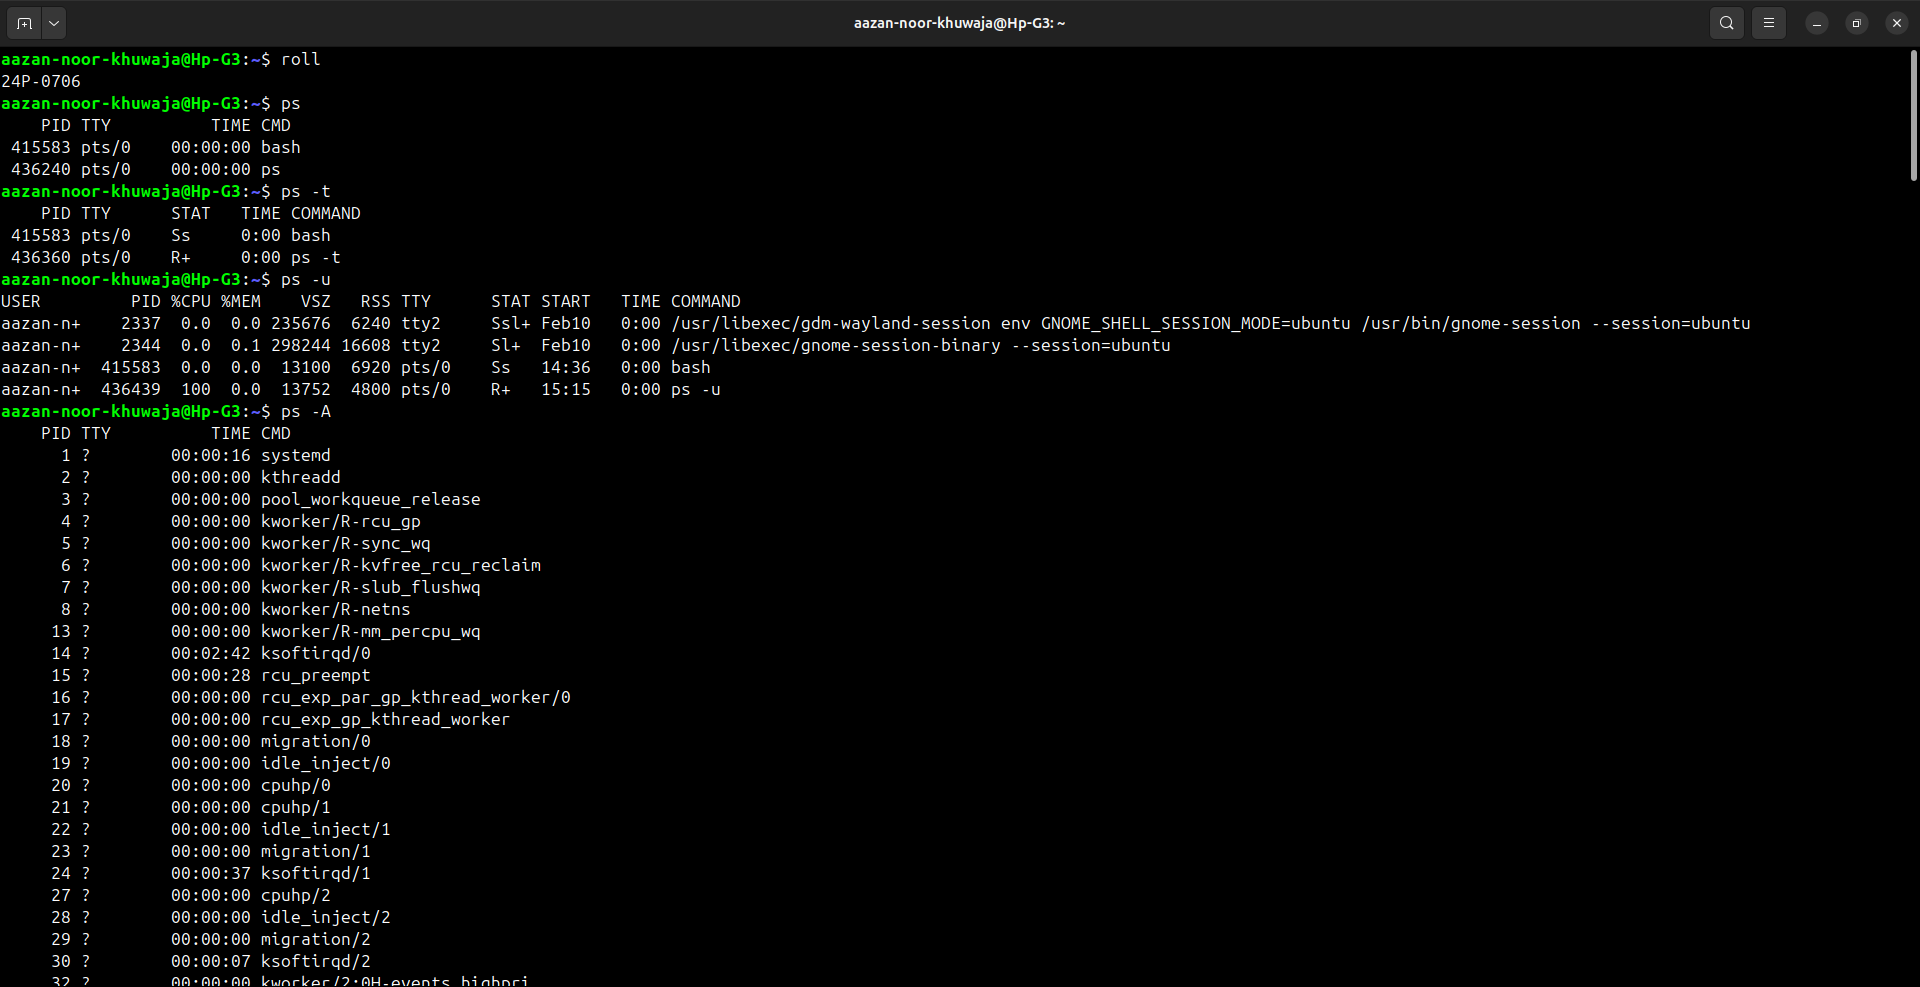 aazan-noor-khuwaja@Hp-G3: ~
aazan-noor-khuwaja@Hp-G3:~$ roll
24P-0706
aazan-noor-khuwaja@Hp-G3:~$ ps
    PID TTY          TIME CMD
 415583 pts/0    00:00:00 bash
 436240 pts/0    00:00:00 ps
aazan-noor-khuwaja@Hp-G3:~$ ps -t
    PID TTY      STAT   TIME COMMAND
 415583 pts/0    Ss     0:00 bash
 436360 pts/0    R+     0:00 ps -t
aazan-noor-khuwaja@Hp-G3:~$ ps -u
USER         PID %CPU %MEM    VSZ   RSS TTY      STAT START   TIME COMMAND
aazan-n+    2337  0.0  0.0 235676  6240 tty2     Ssl+ Feb10   0:00 /usr/libexec/gdm-wayland-session env GNOME_SHELL_SESSION_MODE=ubuntu /usr/bin/gnome-session --session=ubuntu
aazan-n+    2344  0.0  0.1 298244 16608 tty2     Sl+  Feb10   0:00 /usr/libexec/gnome-session-binary --session=ubuntu
aazan-n+  415583  0.0  0.0  13100  6920 pts/0    Ss   14:36   0:00 bash
aazan-n+  436439  100  0.0  13752  4800 pts/0    R+   15:15   0:00 ps -u
aazan-noor-khuwaja@Hp-G3:~$ ps -A
    PID TTY          TIME CMD
      1 ?        00:00:16 systemd
      2 ?        00:00:00 kthreadd
      3 ?        00:00:00 pool_workqueue_release
      4 ?        00:00:00 kworker/R-rcu_gp
      5 ?        00:00:00 kworker/R-sync_wq
      6 ?        00:00:00 kworker/R-kvfree_rcu_reclaim
      7 ?        00:00:00 kworker/R-slub_flushwq
      8 ?        00:00:00 kworker/R-netns
     13 ?        00:00:00 kworker/R-mm_percpu_wq
     14 ?        00:02:42 ksoftirqd/0
     15 ?        00:00:28 rcu_preempt
     16 ?        00:00:00 rcu_exp_par_gp_kthread_worker/0
     17 ?        00:00:00 rcu_exp_gp_kthread_worker
     18 ?        00:00:00 migration/0
     19 ?        00:00:00 idle_inject/0
     20 ?        00:00:00 cpuhp/0
     21 ?        00:00:00 cpuhp/1
     22 ?        00:00:00 idle_inject/1
     23 ?        00:00:00 migration/1
     24 ?        00:00:37 ksoftirqd/1
     27 ?        00:00:00 cpuhp/2
     28 ?        00:00:00 idle_inject/2
     29 ?        00:00:00 migration/2
     30 ?        00:00:07 ksoftirqd/2
     32 ?        00:00:00 kworker/2:0H-events_highpri